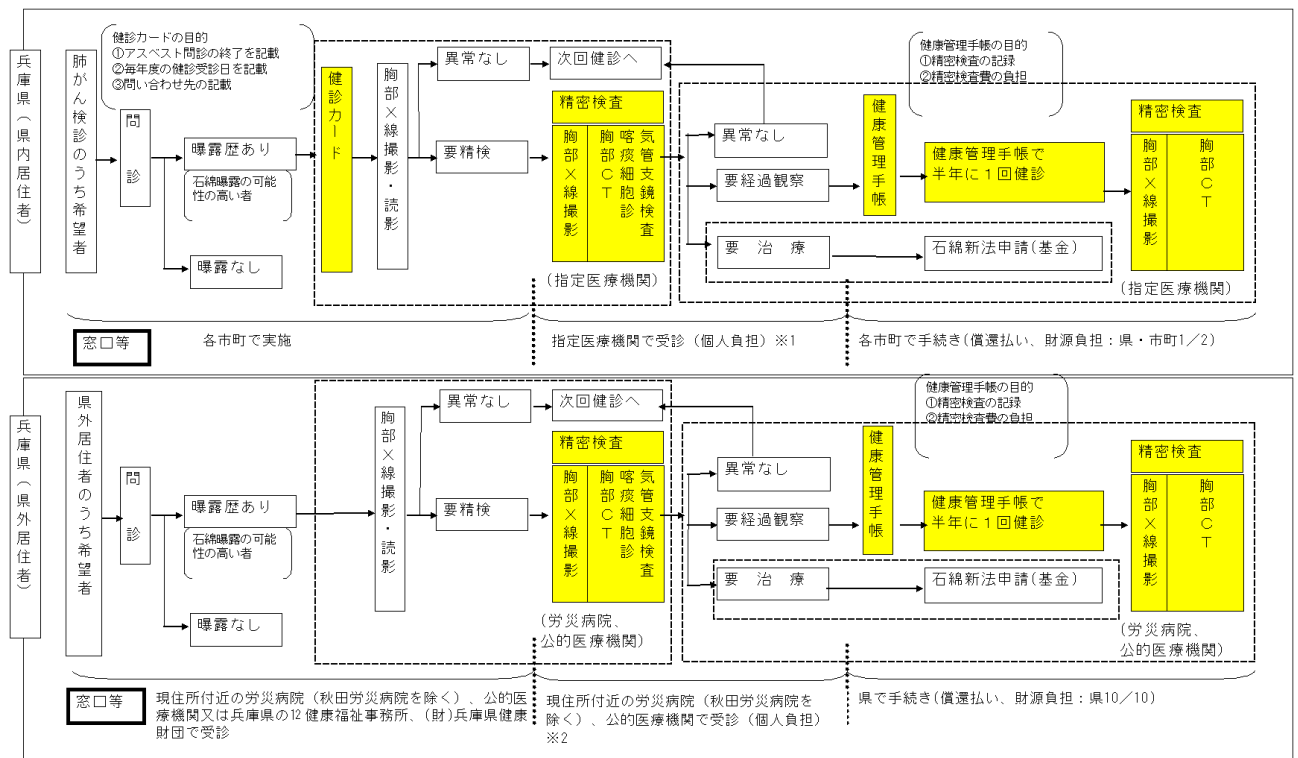 兵庫県（県内居住者）
肺がん検診のうち希望者
健診カードの目的
①アスベスト問診の終了を記載
②毎年度の健診受診日を記載
③問い合わせ先の記載
問診
曝露歴あり
石綿曝露の可能
性の高い者
曝露なし
健診カード
胸部X線撮影・読影
異常なし
次回健診へ
要精検
精密検査
胸部X線撮影
胸部CT
喀痰細胞診
気管支鏡検査
(指定医療機関)
異常なし
要経過観察
要　治　療
健康管理手帳
健康管理手帳の目的
①精密検査の記録
②精密検査費の負担
健康管理手帳で
半年に１回健診
石綿新法申請(基金)
精密検査
胸部X線撮影
胸部CT
(指定医療機関)
窓口等
各市町で実施
指定医療機関で受診（個人負担）※1
各市町で手続き(償還払い、財源負担：県・市町1／2)
兵庫県（県外居住者）
県外居住者のうち希望者
問診
曝露歴あり
石綿曝露の可能
性の高い者
曝露なし
胸部X線撮影・読影
異常なし
次回健診へ
要精検
精密検査
胸部X線撮影
胸部CT
喀痰細胞診
気管支鏡検査
(労災病院、
公的医療機関)
異常なし
要経過観察
要　治　療
健康管理手帳
健康管理手帳の目的
①精密検査の記録
②精密検査費の負担
健康管理手帳で
半年に１回健診
石綿新法申請(基金)
精密検査
胸部X線撮影
胸部CT
(労災病院、
公的医療機関)
窓口等
現住所付近の労災病院（秋田労災病院を除く）、公的医
療機関又は兵庫県の12健康福祉事務所、(財)兵庫県健康
財団で受診
現住所付近の労災病院（秋田労災病院を
除く）、公的医療機関で受診（個人負担）
※2
県で手続き(償還払い、財源負担：県10／10)